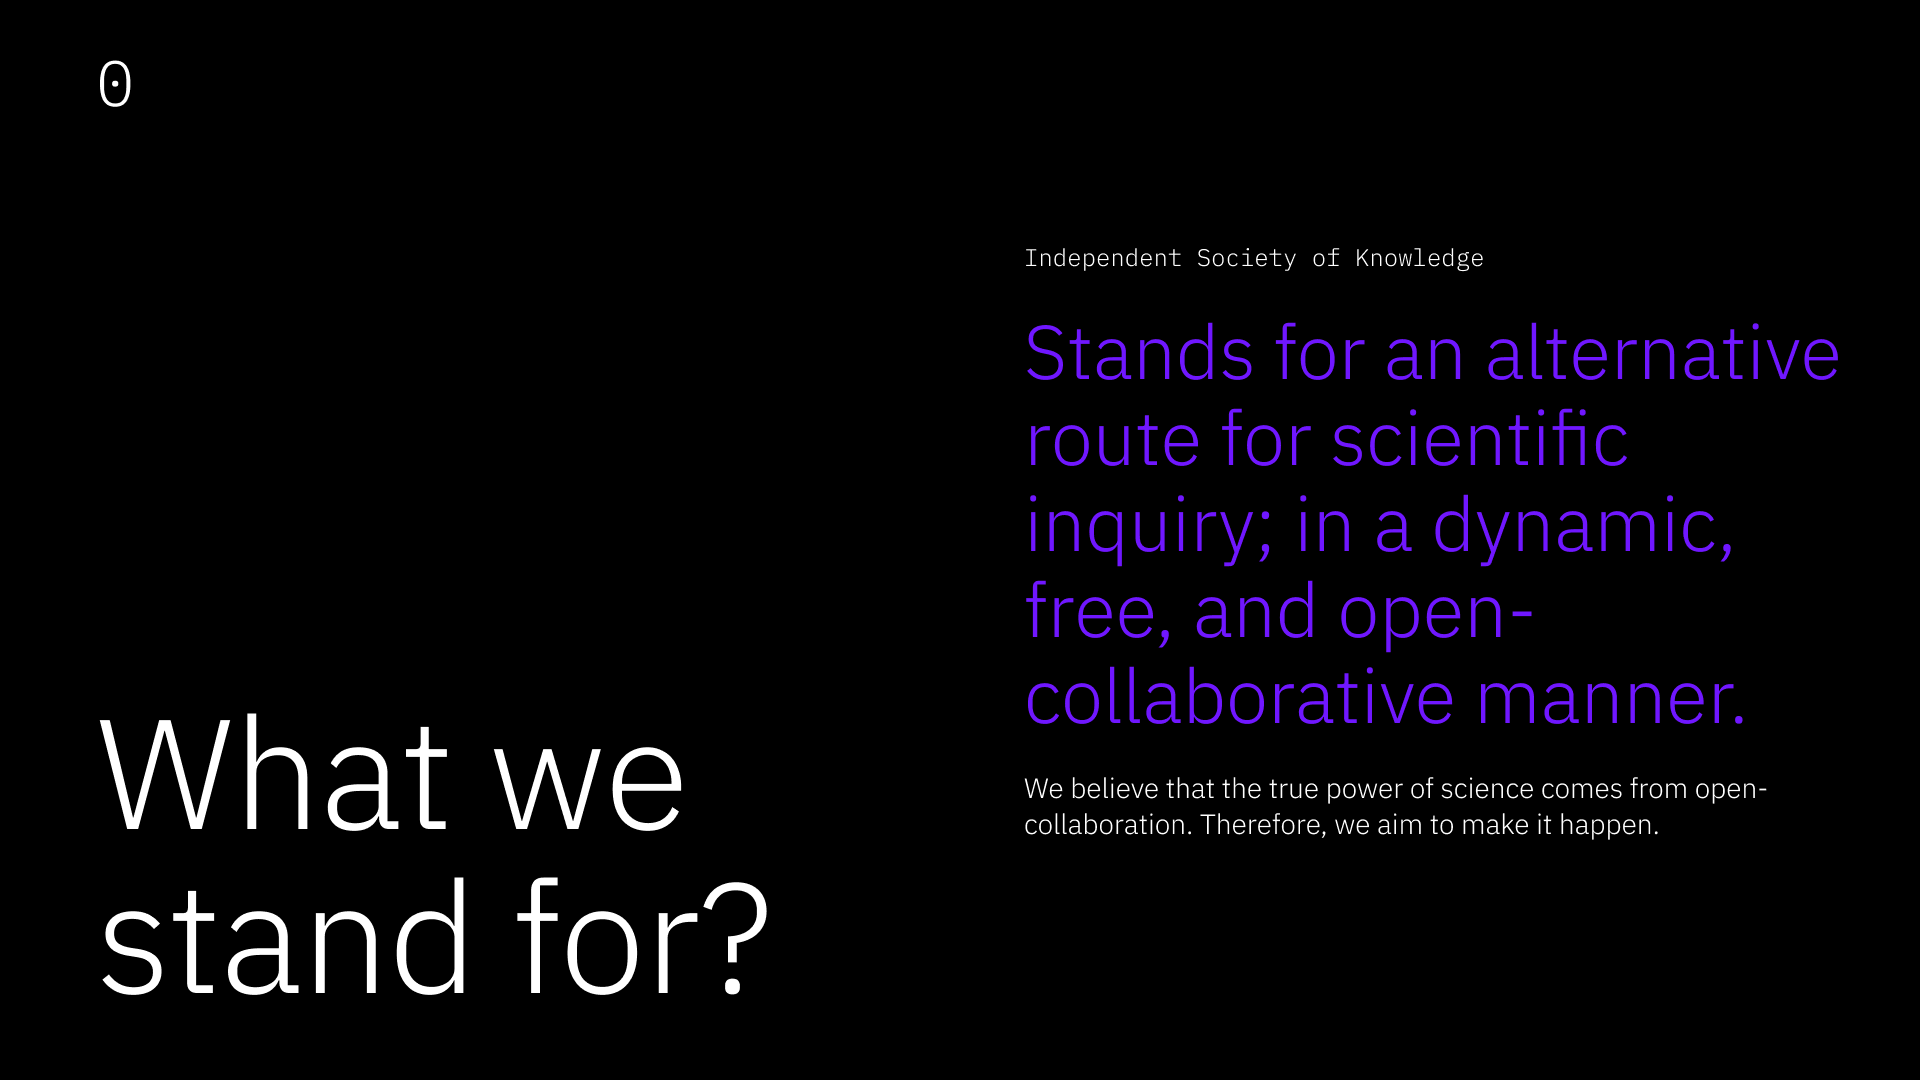 0
What we
stand for?
Independent Society of Knowledge
Stands for an alternative
route for scientific
inquiry; in a dynamic,
free, and open-
collaborative manner.
We believe that the true power of science comes from open-
collaboration. Therefore, we aim to make it happen.